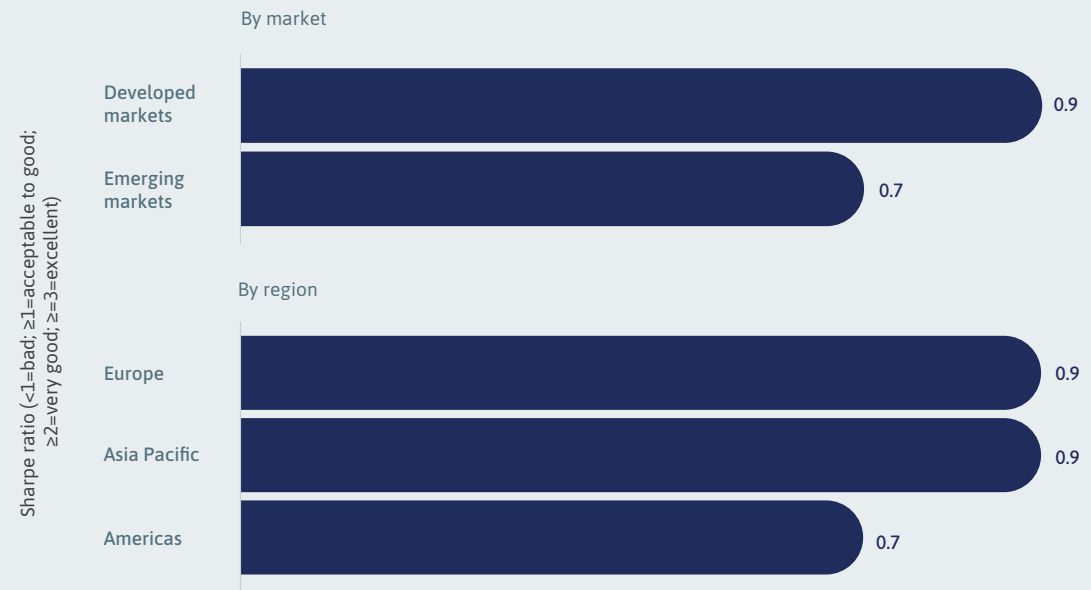 By market
Developed
markets
0.9
Emerging
markets
0.7
Sharpe ratio (<1=bad; ≥1=acceptable to good;
≥2=very good; ≥=3=excellent)
By region
Europe
0.9
Asia Pacific
0.9
Americas
0.7